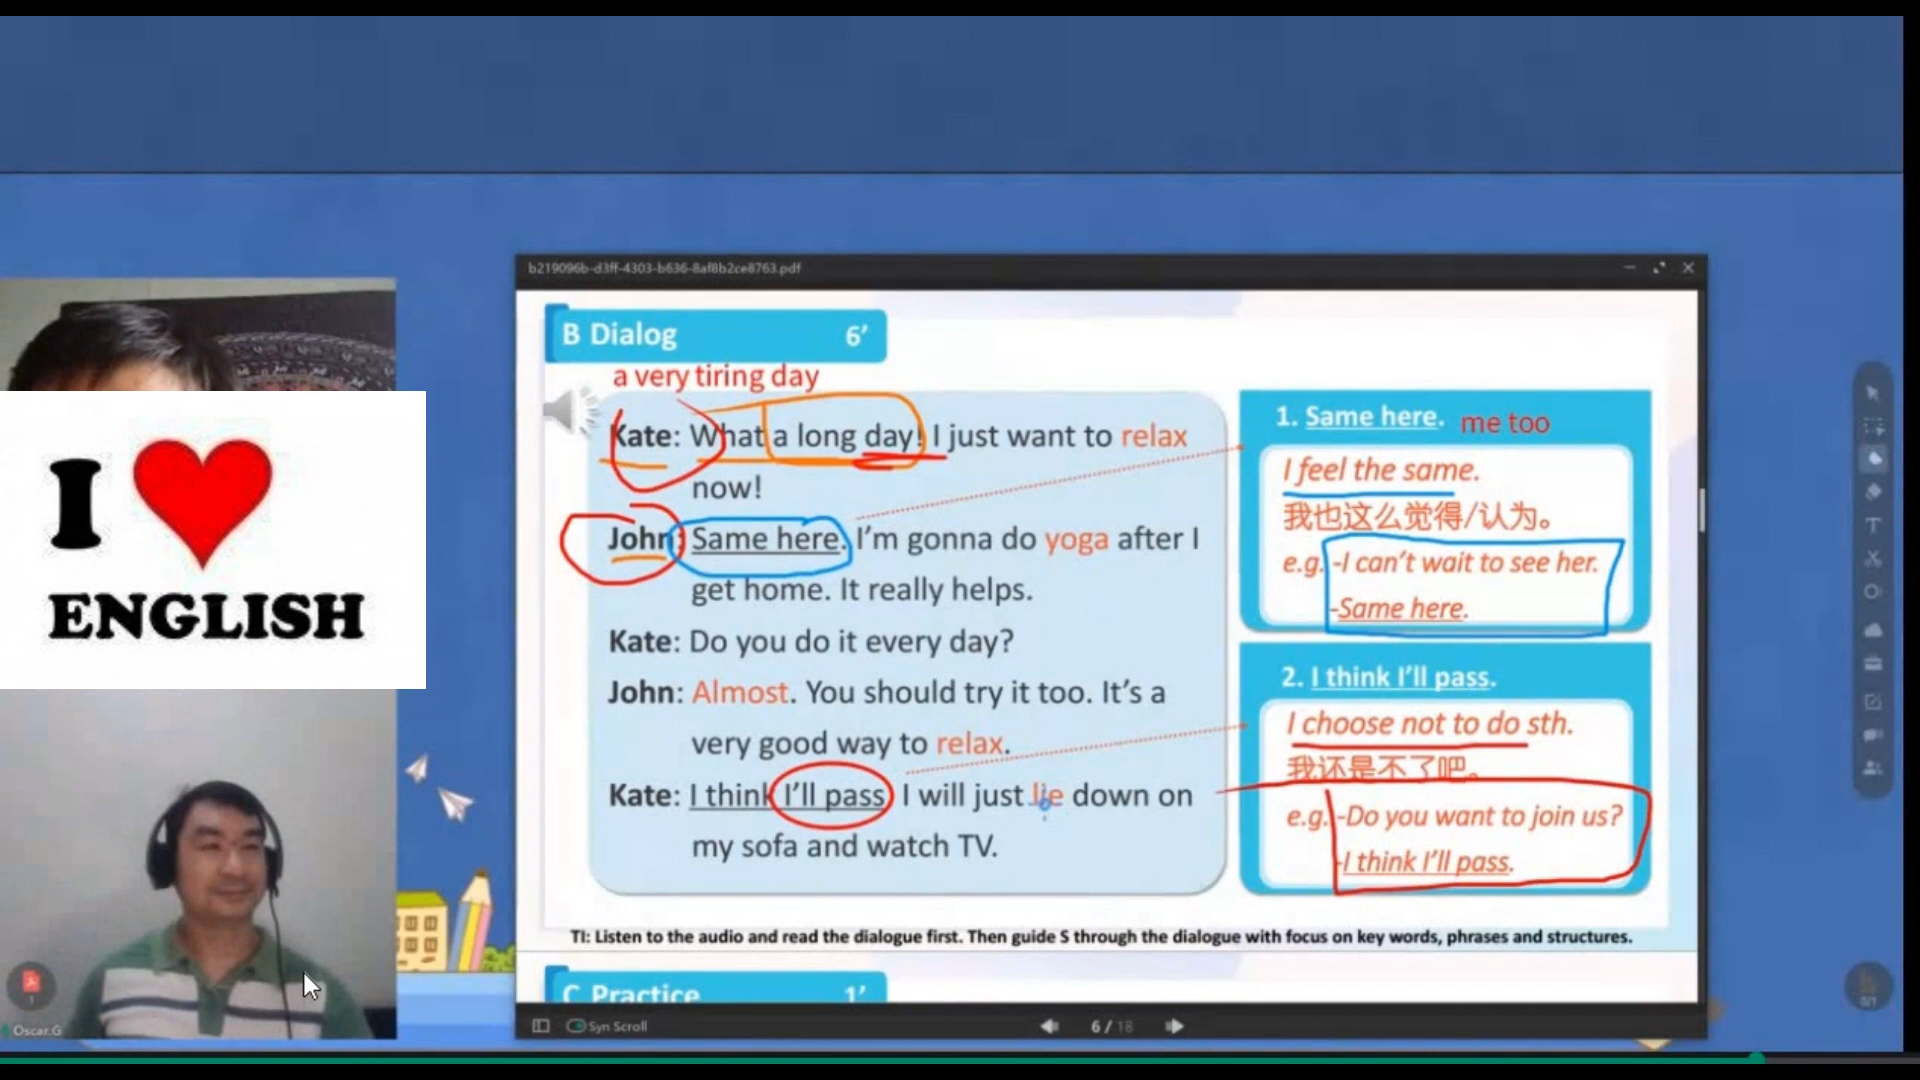 b219096b-d3ff-4303-b636-8af8b2ce8763.pdf
B Dialog 6’
a very tiring day
Kate: What a long day! I just want to relax
now!
John: Same here. I’m gonna do yoga after I
get home. It really helps.
Kate: Do you do it every day?
John: Almost. You should try it too. It’s a
very good way to relax.
Kate: I think I’ll pass. I will just lie down on
my sofa and watch TV.
1. Same here. me too
I feel the same.
我也这么觉得/认为。
e.g. -I can’t wait to see her.
-Same here.
2. I think I’ll pass.
I choose not to do sth.
我还是不了吧。
e.g. -Do you want to join us?
-I think I’ll pass.
TI: Listen to the audio and read the dialogue first. Then guide S through the dialogue with focus on key words, phrases and structures.
C Practice 1’
Syn Scroll
6 / 18
I
ENGLISH
1
Oscar.G
0/1